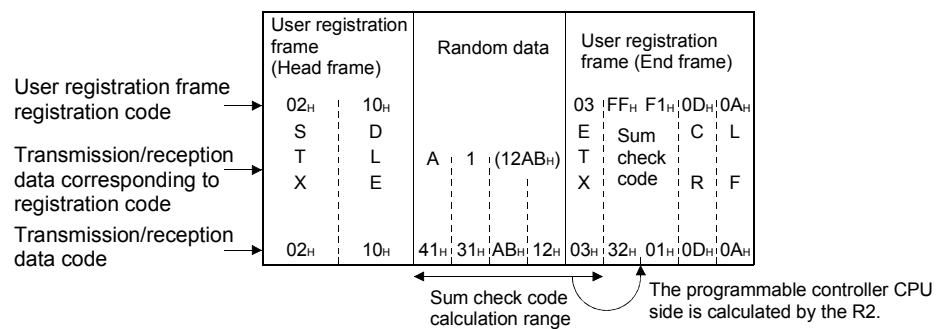 User registration
frame
(Head frame)
Random data
User registration
frame (End frame)
User registration frame
registration code
02H 10H 03 FFH F1H 0DH 0AH
S D E Sum C L
Transmission/reception
data corresponding to
registration code
T L A 1 (12ABH) T check
X E X code R F
Transmission/reception
data code
02H 10H 41H 31H ABH 12H 03H 32H 01H 0DH 0AH
Sum check code
calculation range
The programmable controller CPU
side is calculated by the R2.